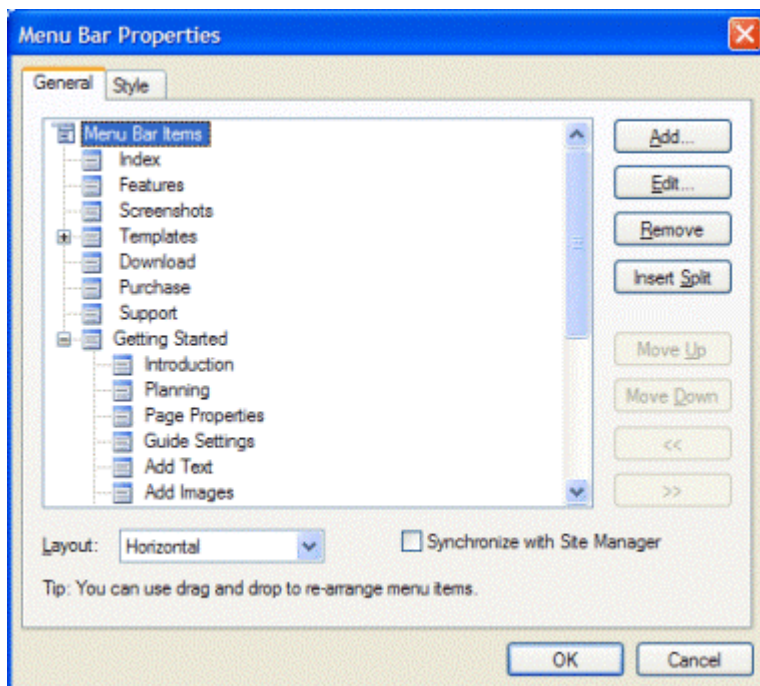 Menu Bar Properties
General
Style
Menu Bar Items
Index
Features
Screenshots
Templates
Download
Purchase
Support
Getting Started
Introduction
Planning
Page Properties
Guide Settings
Add Text
Add Images
Add...
Edit...
Remove
Insert Split
Move Up
Move Down
<<
>>
Layout:
Horizontal
Synchronize with Site Manager
Tip: You can use drag and drop to re-arrange menu items.
OK
Cancel